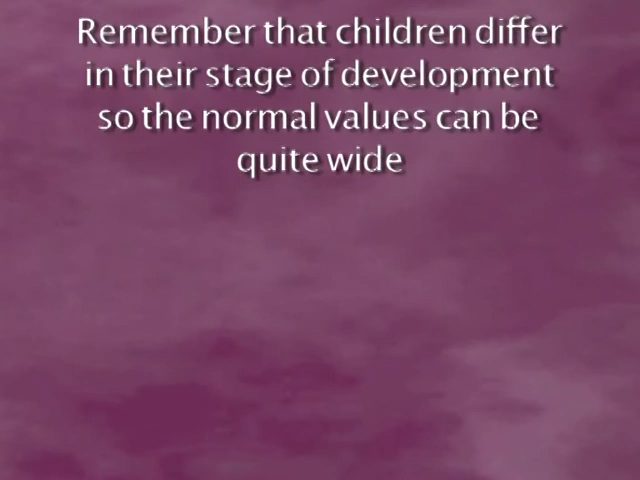 Remember that children differ
in their stage of development
so the normal values can be
quite wide